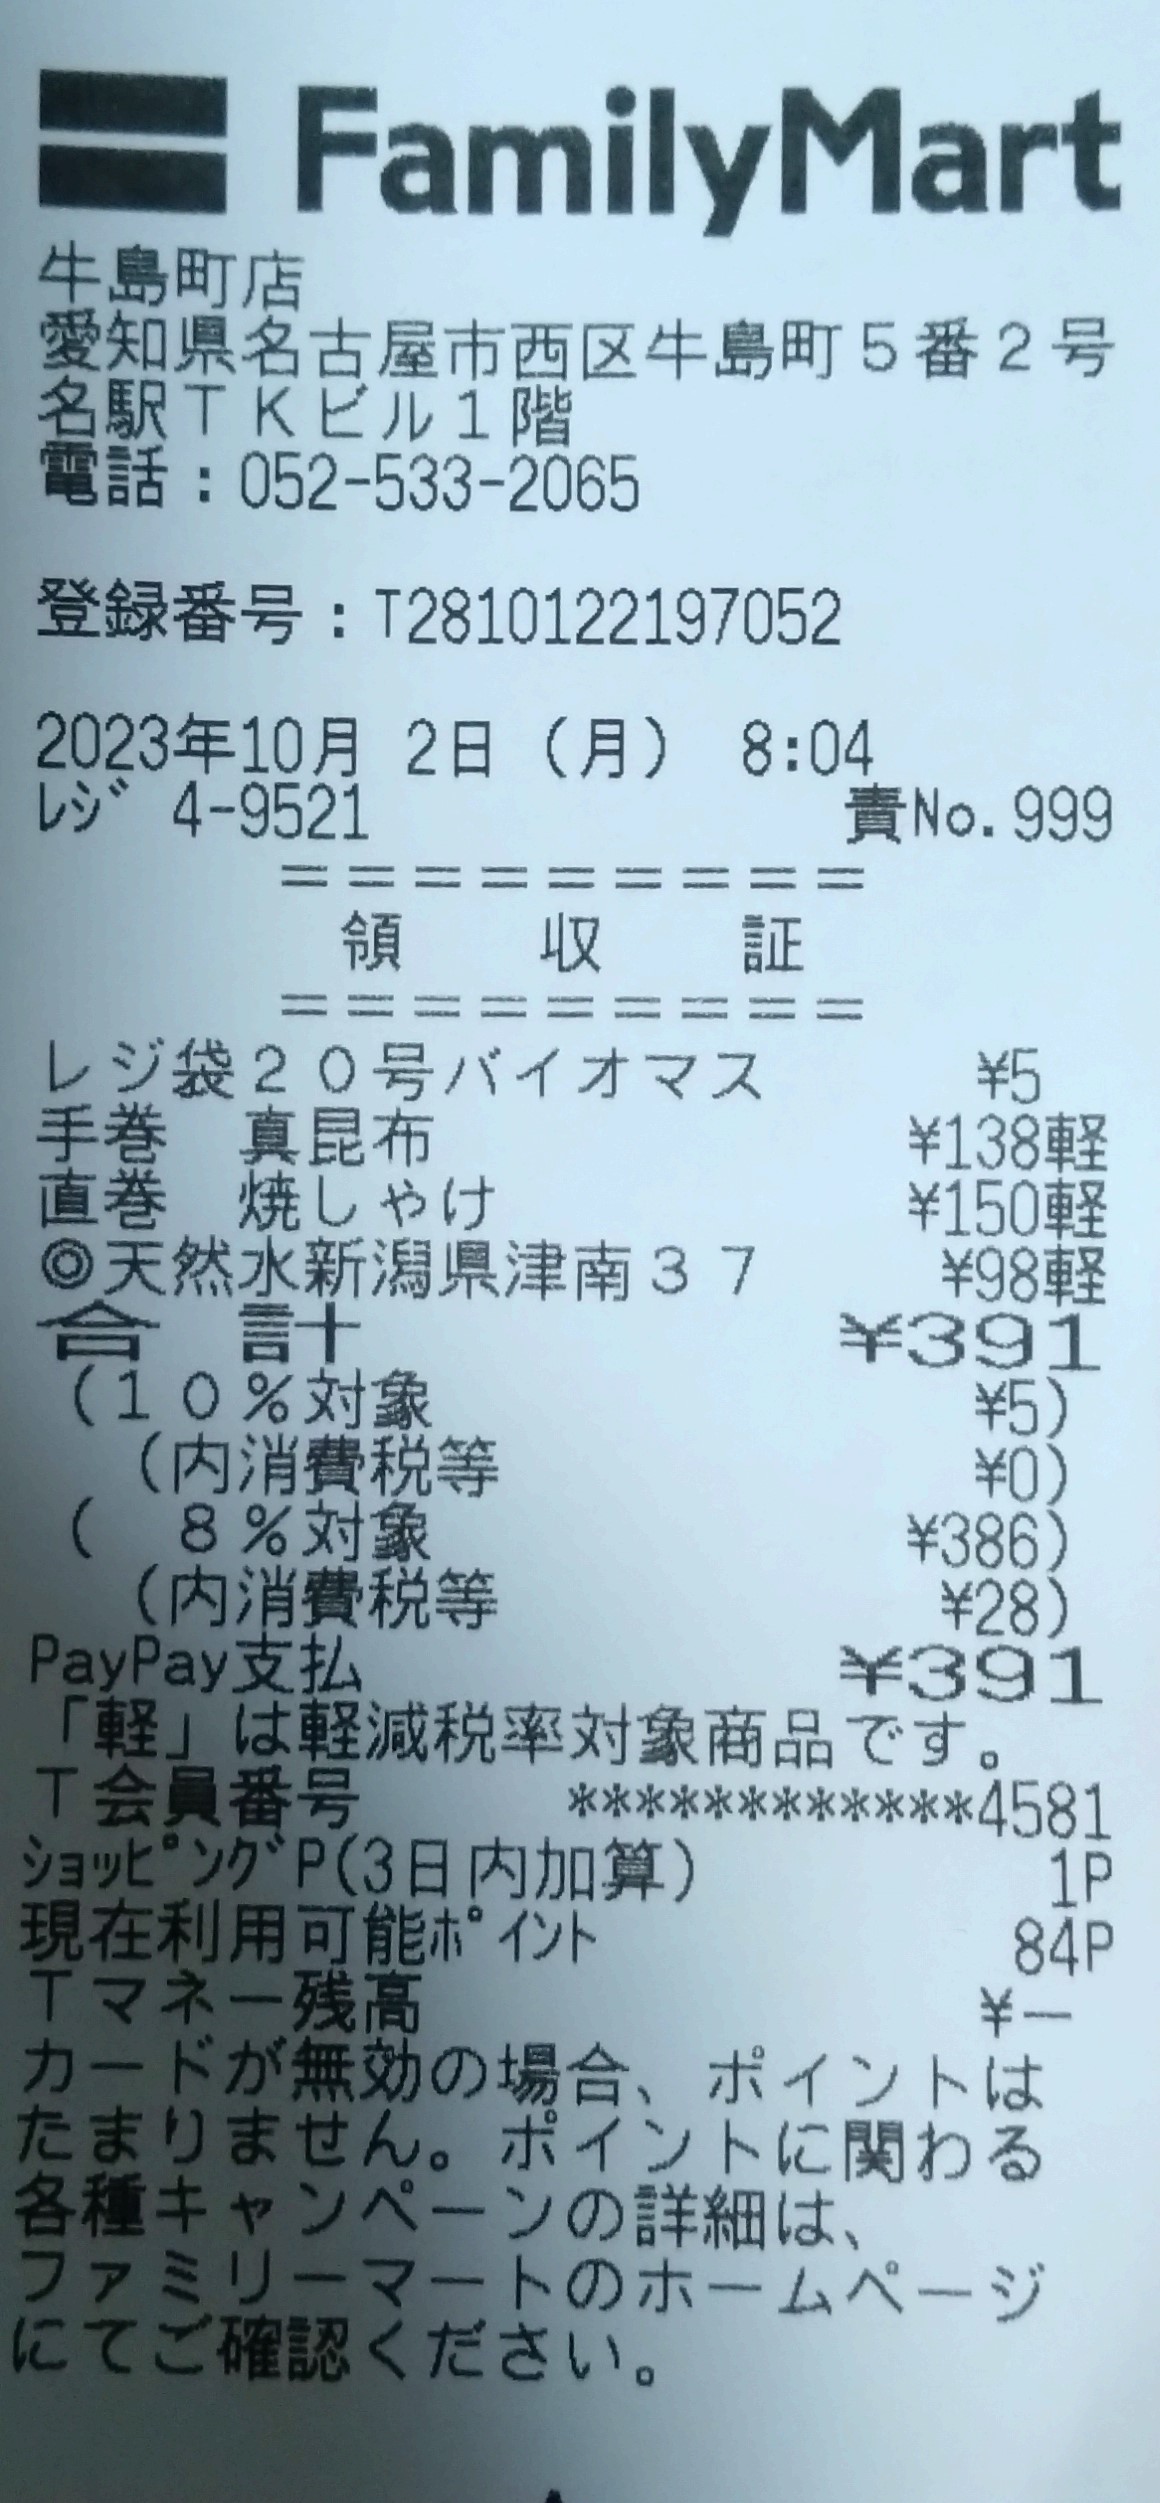 FamilyMart
牛島町店
愛知県名古屋市西区牛島町5番2号
名駅TKビル1階
電話:052-533-2065
登録番号:T2810122197052
2023年10月 2日(月) 8:04
レジ 4-9521 責No.999
=========
領 収 証
=========
レジ袋20号バイオマス ¥5
手巻 真昆布 ¥138軽
直巻 焼しゃけ ¥150軽
◎天然水新潟県津南37 ¥98軽
合 計 ¥391
(10%対象 ¥5)
(内消費税等 ¥0)
( 8%対象 ¥386)
(内消費税等 ¥28)
PayPay支払 ¥391
「軽」は軽減税率対象商品です。
T会員番号 ************4581
ショッピングP(3日内加算) 1P
現在利用可能ポイント 84P
Tマネー残高 ¥—
カードが無効の場合、ポイントは
たまりません。ポイントに関わる
各種キャンペーンの詳細は、
ファミリーマートのホームページ
にてご確認ください。